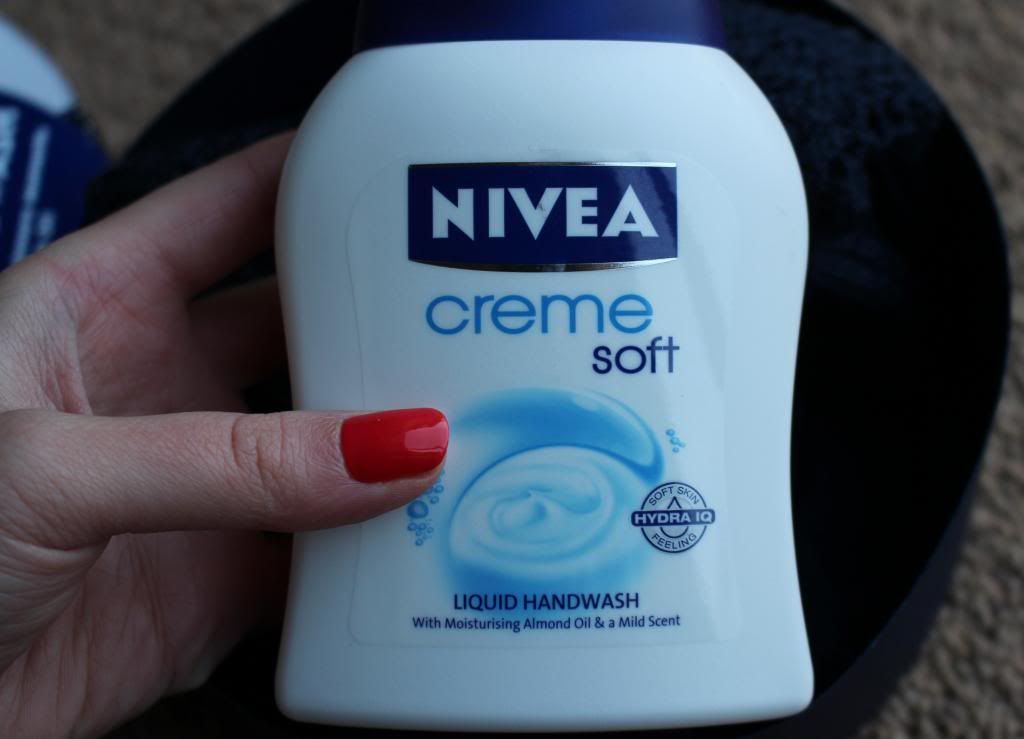 NIVEA
creme
soft
SOFT SKIN
HYDRA IQ
FEELING
LIQUID HANDWASH
With Moisturising Almond Oil & a Mild Scent